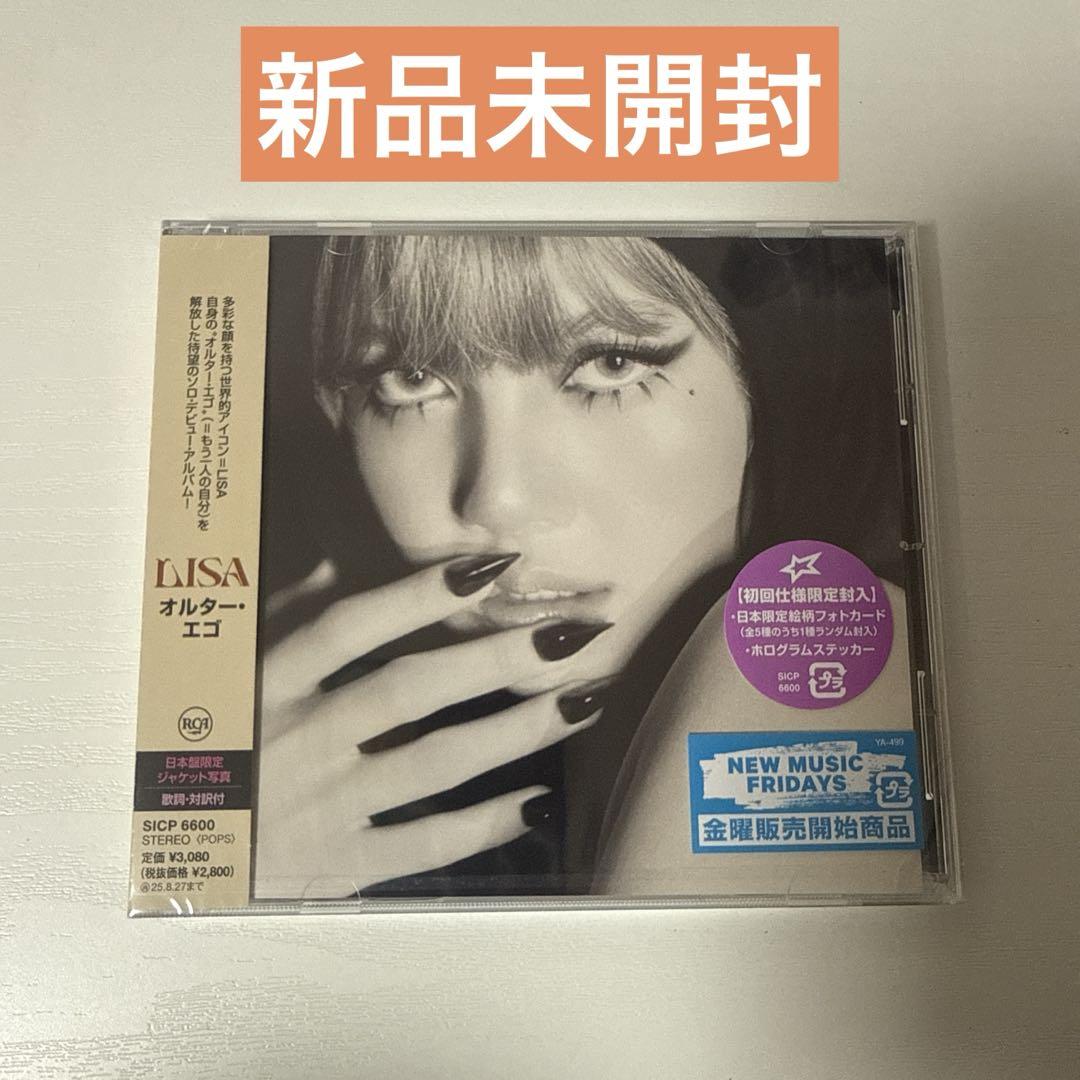 新品未開封
多彩な顔を持つ世界的アイコン=LISA
自身の“オルター・エゴ”(=もう一人の自分)を
解放した待望のソロ・デビュー・アルバム―
LISA
オルター・
エゴ
RCA
日本盤限定
ジャケット写真
歌詞・対訳付
SICP 6600
STEREO〈POPS〉
定価 ¥3,080
(税抜価格 ¥2,800)
再25.8.27まで
【初回仕様限定封入】
・日本限定絵柄フォトカード
(全5種のうち1種ランダム封入)
・ホログラムステッカー
SICP
6600
プラ
YA-499
NEW MUSIC
FRIDAYS
プラ
金曜販売開始商品